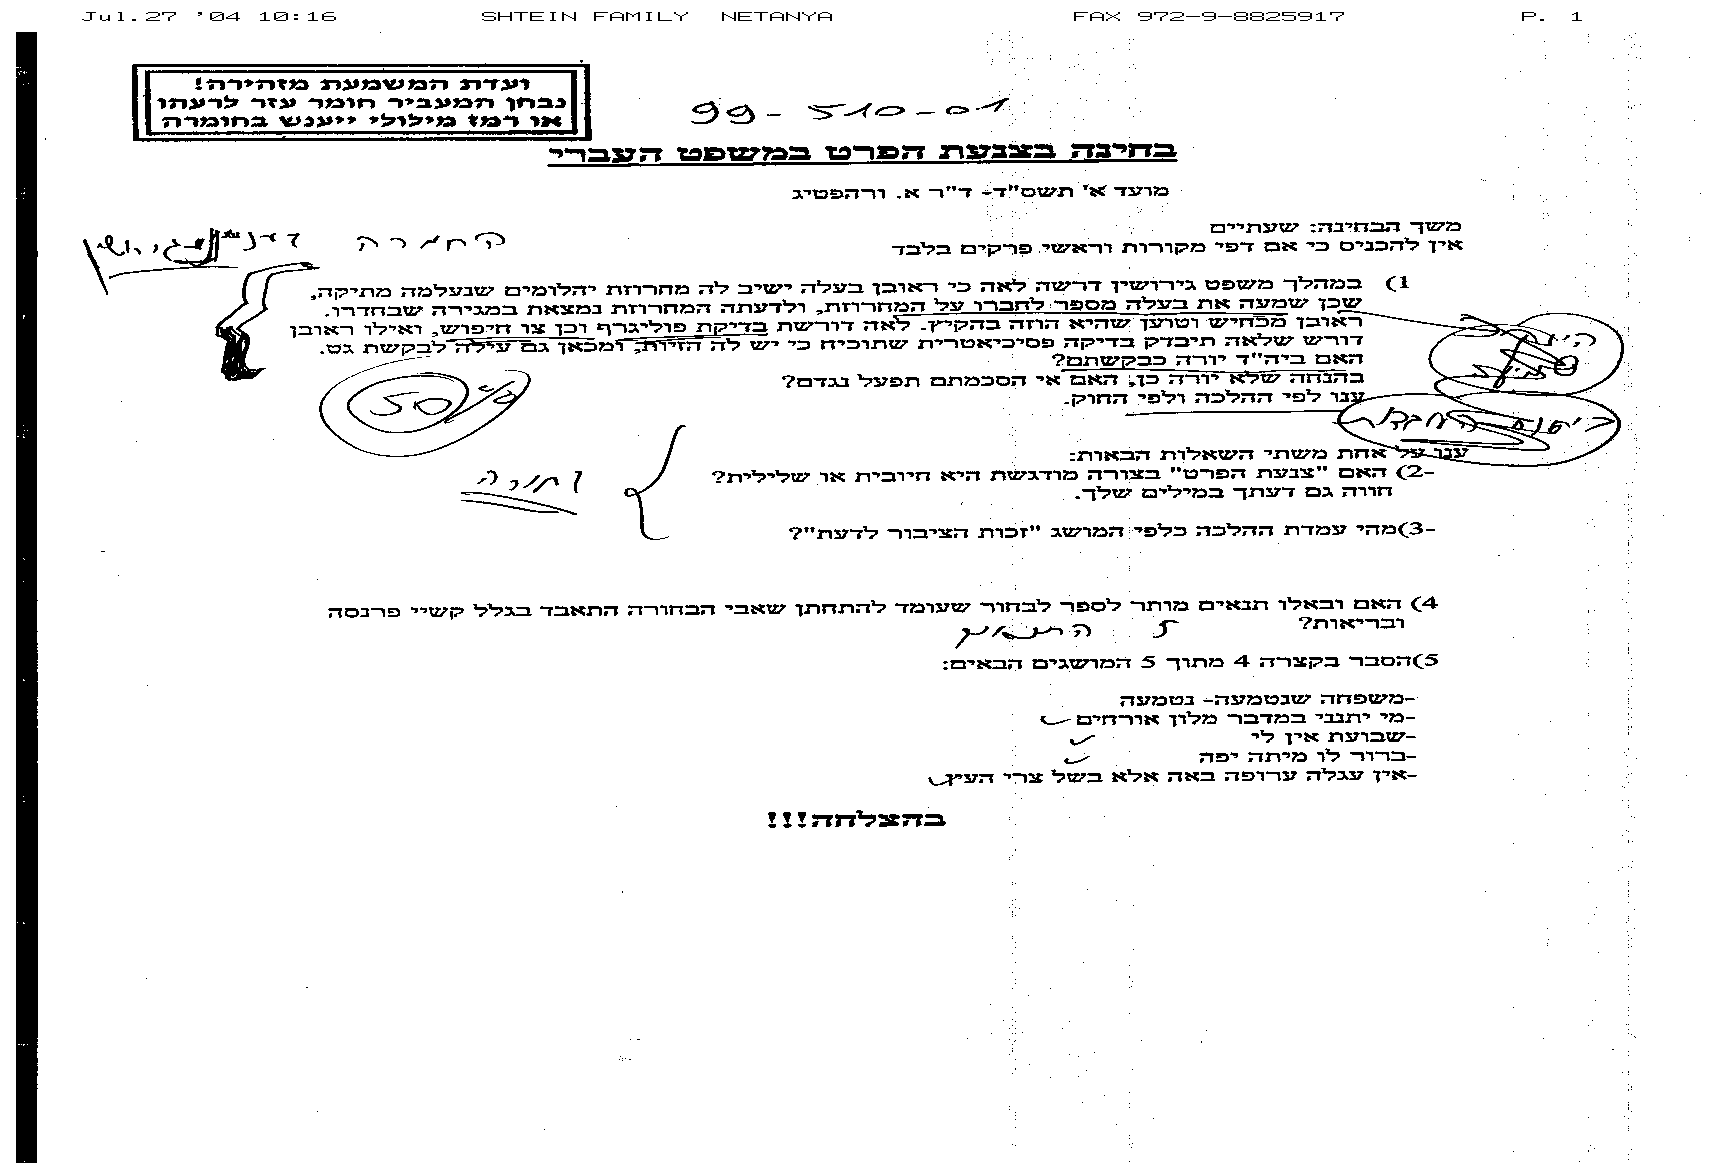 Jul.27 '04 10:16 SHTEIN FAMILY NETANYA FAX 972-9-8825917 P. 1
ועדת המשמעת מזהירה!
נבחן המעביר חומר עזר לרעהו
או רמז מילולי ייענש בחומרה
99-510-01
בחינה בצנעת הפרט במשפט העברי
מועד א' תשס"ד- ד"ר א. ורהפטיג
משך הבחינה: שעתיים
אין להכניס כי אם דפי מקורות וראשי פרקים בלבד
1) במהלך משפט גירושין דרשה לאה כי ראובן בעלה ישיב לה מחרוזת יהלומים שנעלמה מתיקה,
שכן שמעה את בעלה מספר לחברו על המחרוזת, ולדעתה המחרוזת נמצאת במגירה שבחדרו.
ראובן מכחיש וטוען שהיא הוזה בהקיץ. לאה דורשת בדיקת פוליגרף וכן צו חיפוש, ואילו ראובן
דורש שלאה תיבדק בדיקה פסיכיאטרית שתוכיח כי יש לה הזיות, ומכאן גם עילה לבקשת גט.
האם ביה"ד יורה כבקשתם?
בהנחה שלא יורה כן, האם אי הסכמתם תפעל נגדם?
ענו לפי ההלכה ולפי החוק.
50%
ענו על אחת משתי השאלות הבאות:
-2) האם "צנעת הפרט" בצורה מודגשת היא חיובית או שלילית?
חווה גם דעתך במילים שלך.
-3)מהי עמדת ההלכה כלפי המושג "זכות הציבור לדעת"?
4) האם ובאלו תנאים מותר לספר לבחור שעומד להתחתן שאבי הבחורה התאבד בגלל קשיי פרנסה
ובריאות?
5)הסבר בקצרה 4 מתוך 5 המושגים הבאים:
-משפחה שנטמעה- נטמעה
-מי יתנני במדבר מלון אורחים
-שבועת אין לי
-ברור לו מיתה יפה
-אין עגלה ערופה באה אלא בשל צרי העין
בהצלחה!!!